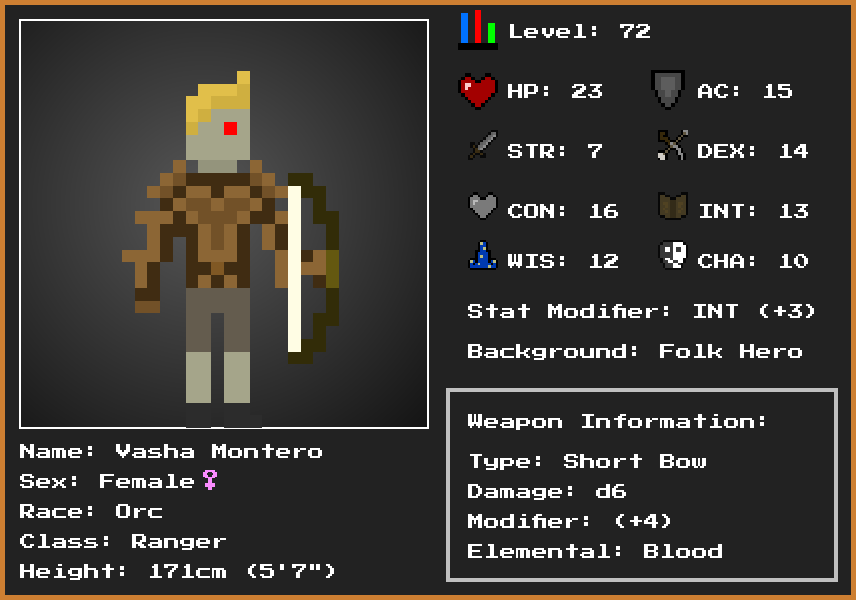 Level: 72
HP: 23 AC: 15
STR: 7 DEX: 14
CON: 16 INT: 13
WIS: 12 CHA: 10
Stat Modifier: INT (+3)
Background: Folk Hero
Weapon Information:
Type: Short Bow
Damage: d6
Modifier: (+4)
Elemental: Blood
Name: Vasha Montero
Sex: Female♀
Race: Orc
Class: Ranger
Height: 171cm (5'7")